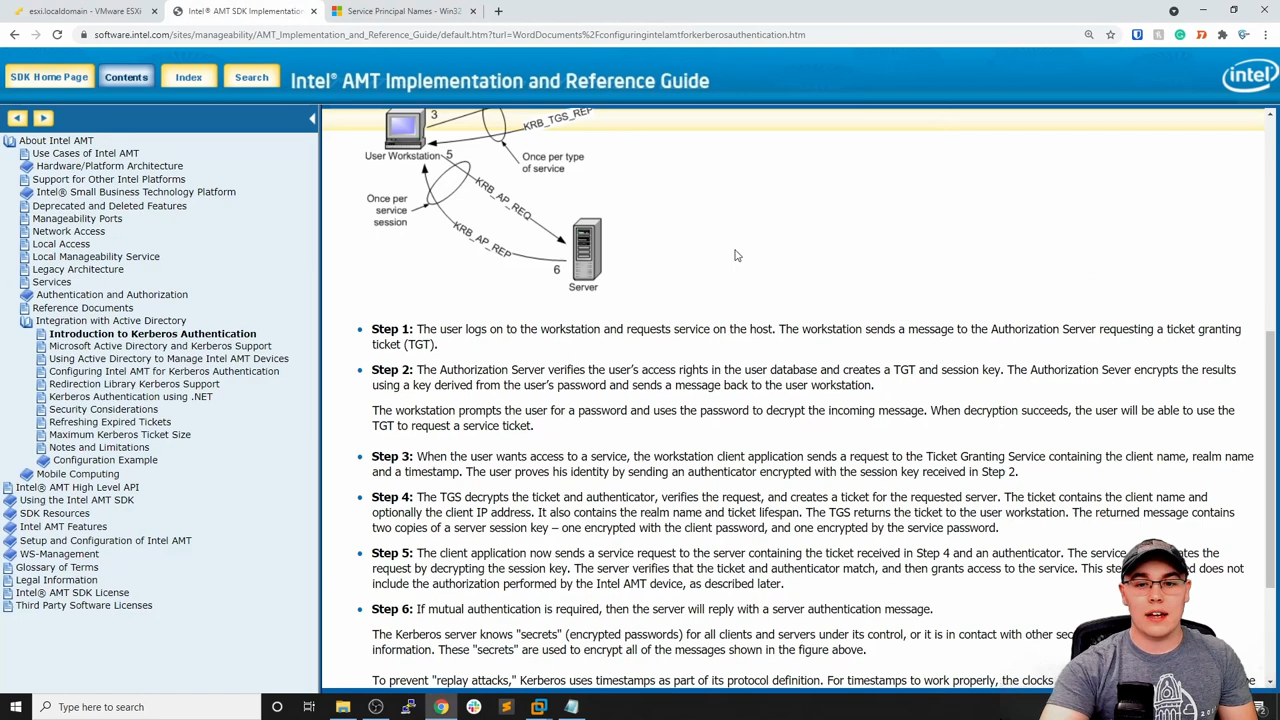 esxi.localdomain - VMware ESXi
Intel® AMT SDK Implementation
Service Principal Names - Win32
software.intel.com/sites/manageability/AMT_Implementation_and_Reference_Guide/default.htm?turl=WordDocuments%2Fconfiguringintelamtforkerberosauthentication.htm
SDK Home Page
Contents
Index
Search
Intel® AMT Implementation and Reference Guide
intel
About Intel AMT
Use Cases of Intel AMT
Hardware/Platform Architecture
Support for Other Intel Platforms
Intel® Small Business Technology Platform
Deprecated and Deleted Features
Manageability Ports
Network Access
Local Access
Local Manageability Service
Legacy Architecture
Services
Authentication and Authorization
Reference Documents
Integration with Active Directory
Introduction to Kerberos Authentication
Microsoft Active Directory and Kerberos Support
Using Active Directory to Manage Intel AMT Devices
Configuring Intel AMT for Kerberos Authentication
Redirection Library Kerberos Support
Kerberos Authentication using .NET
Security Considerations
Refreshing Expired Tickets
Maximum Kerberos Ticket Size
Notes and Limitations
Configuration Example
Mobile Computing
Intel® AMT High Level API
Using the Intel AMT SDK
SDK Resources
Intel AMT Features
Setup and Configuration of Intel AMT
WS-Management
Glossary of Terms
Legal Information
Intel® AMT SDK License
Third Party Software Licenses
3
KRB_TGS_REP
User Workstation
5
Once per type
of service
Once per
service
session
KRB_AP_REQ
KRB_AP_REP
6
Server
Step 1: The user logs on to the workstation and requests service on the host. The workstation sends a message to the Authorization Server requesting a ticket granting
ticket (TGT).
Step 2: The Authorization Server verifies the user's access rights in the user database and creates a TGT and session key. The Authorization Sever encrypts the results
using a key derived from the user's password and sends a message back to the user workstation.
The workstation prompts the user for a password and uses the password to decrypt the incoming message. When decryption succeeds, the user will be able to use the
TGT to request a service ticket.
Step 3: When the user wants access to a service, the workstation client application sends a request to the Ticket Granting Service containing the client name, realm name
and a timestamp. The user proves his identity by sending an authenticator encrypted with the session key received in Step 2.
Step 4: The TGS decrypts the ticket and authenticator, verifies the request, and creates a ticket for the requested server. The ticket contains the client name and
optionally the client IP address. It also contains the realm name and ticket lifespan. The TGS returns the ticket to the user workstation. The returned message contains
two copies of a server session key – one encrypted with the client password, and one encrypted by the service password.
Step 5: The client application now sends a service request to the server containing the ticket received in Step 4 and an authenticator. The service ates the
request by decrypting the session key. The server verifies that the ticket and authenticator match, and then grants access to the service. This ste d does not
include the authorization performed by the Intel AMT device, as described later.
Step 6: If mutual authentication is required, then the server will reply with a server authentication message.
The Kerberos server knows "secrets" (encrypted passwords) for all clients and servers under its control, or it is in contact with other sec
information. These "secrets" are used to encrypt all of the messages shown in the figure above.
To prevent "replay attacks," Kerberos uses timestamps as part of its protocol definition. For timestamps to work properly, the clocks
Type here to search